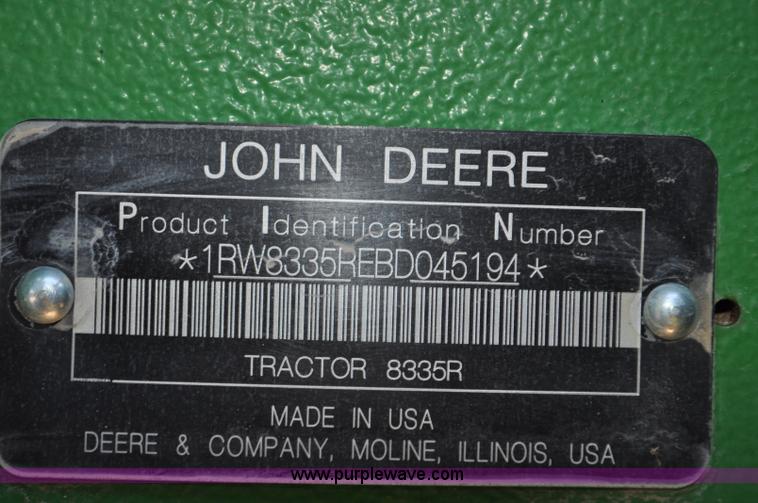 JOHN DEERE
Product Identification Number
*1RW8335REBD045194*
TRACTOR 8335R
MADE IN USA
DEERE & COMPANY, MOLINE, ILLINOIS, USA
www.purplewave.com